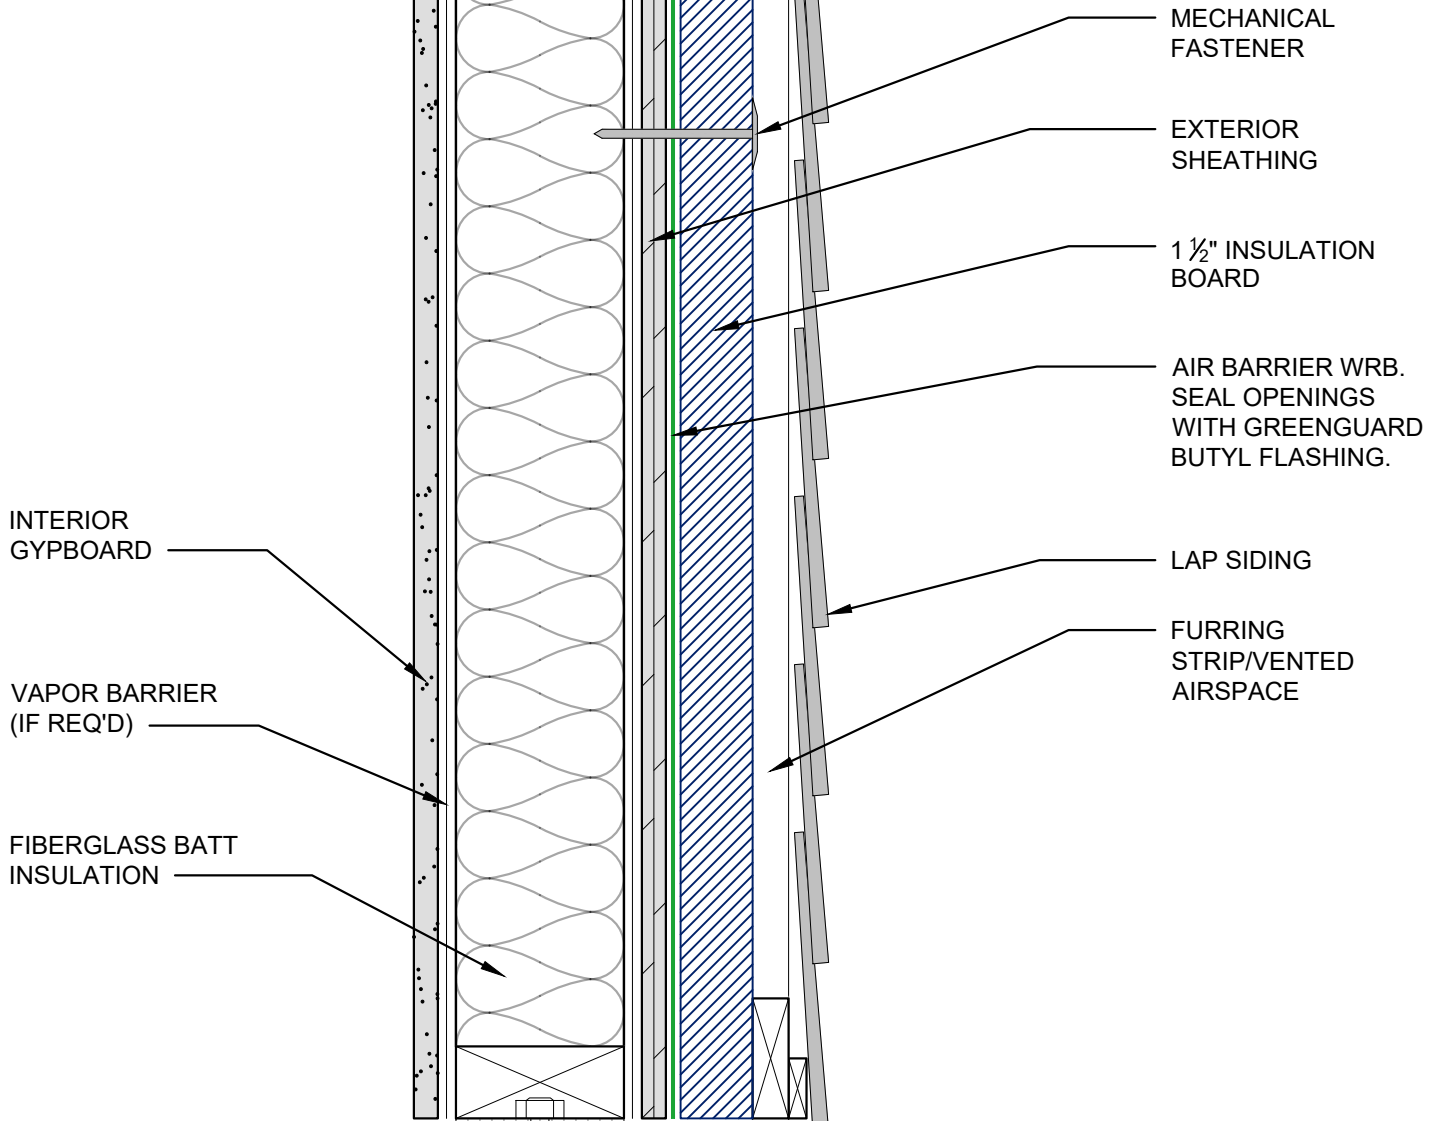 MECHANICAL
FASTENER
EXTERIOR
SHEATHING
1 ½" INSULATION
BOARD
AIR BARRIER WRB.
SEAL OPENINGS
WITH GREENGUARD
BUTYL FLASHING.
LAP SIDING
FURRING
STRIP/VENTED
AIRSPACE
INTERIOR
GYPBOARD
VAPOR BARRIER
(IF REQ'D)
FIBERGLASS BATT
INSULATION